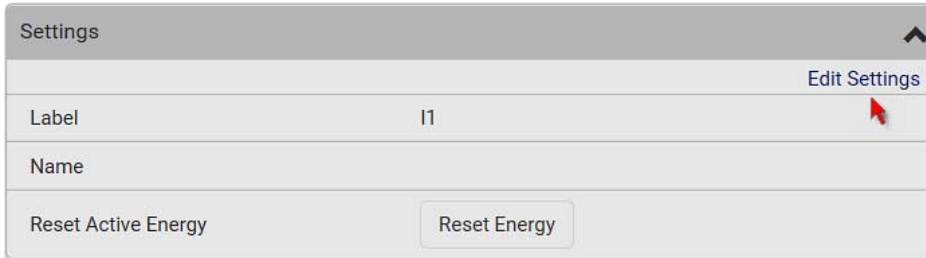 Settings
Edit Settings
Label I1
Name
Reset Active Energy Reset Energy